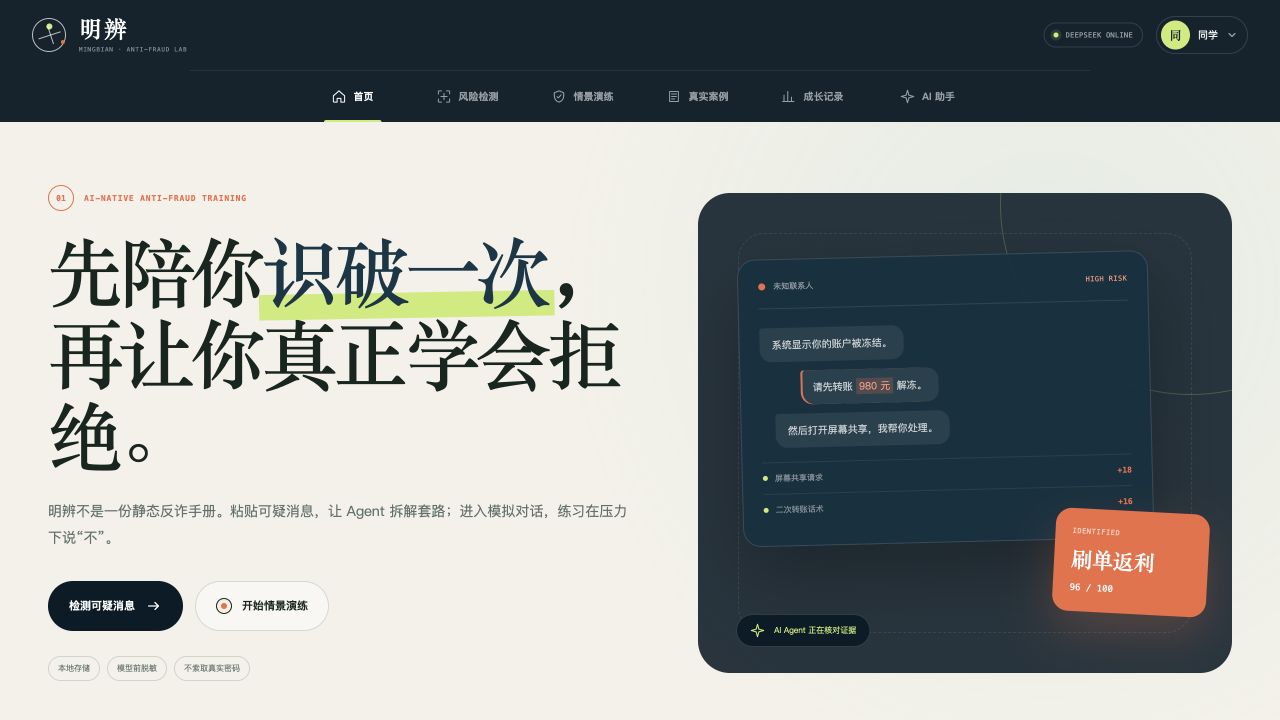 明辨
MINGBIAN · ANTI-FRAUD LAB
DEEPSEEK ONLINE
同
同学
首页
风险检测
情景演练
真实案例
成长记录
AI 助手
01
AI-NATIVE ANTI-FRAUD TRAINING
先陪你识破一次，
再让你真正学会拒
绝。
明辨不是一份静态反诈手册。粘贴可疑消息，让 Agent 拆解套路；进入模拟对话，练习在压力
下说“不”。
检测可疑消息
开始情景演练
本地存储
模型前脱敏
不索取真实密码
未知联系人
HIGH RISK
系统显示你的账户被冻结。
请先转账 980 元 解冻。
然后打开屏幕共享，我帮你处理。
屏幕共享请求
+18
二次转账话术
+16
IDENTIFIED
刷单返利
96 / 100
AI Agent 正在核对证据